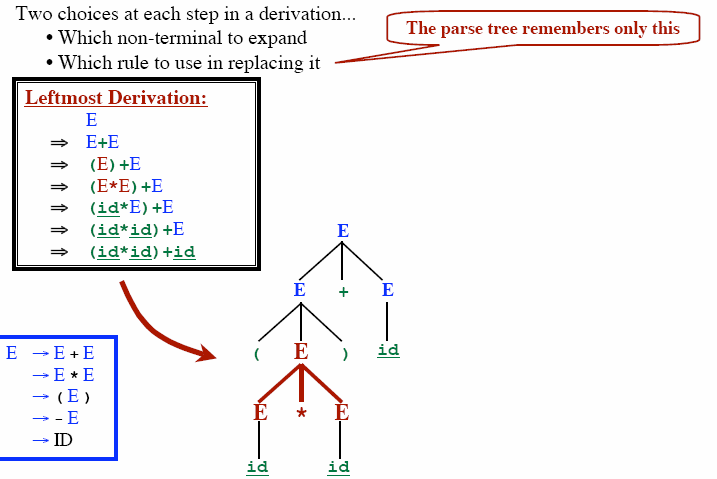 Two choices at each step in a derivation...
• Which non-terminal to expand
• Which rule to use in replacing it
The parse tree remembers only this
Leftmost Derivation:
E
⇒ E+E
⇒ (E)+E
⇒ (E*E)+E
⇒ (id*E)+E
⇒ (id*id)+E
⇒ (id*id)+id
E
E + E
( E ) id
E * E
id id
E → E + E
→ E * E
→ ( E )
→ - E
→ ID